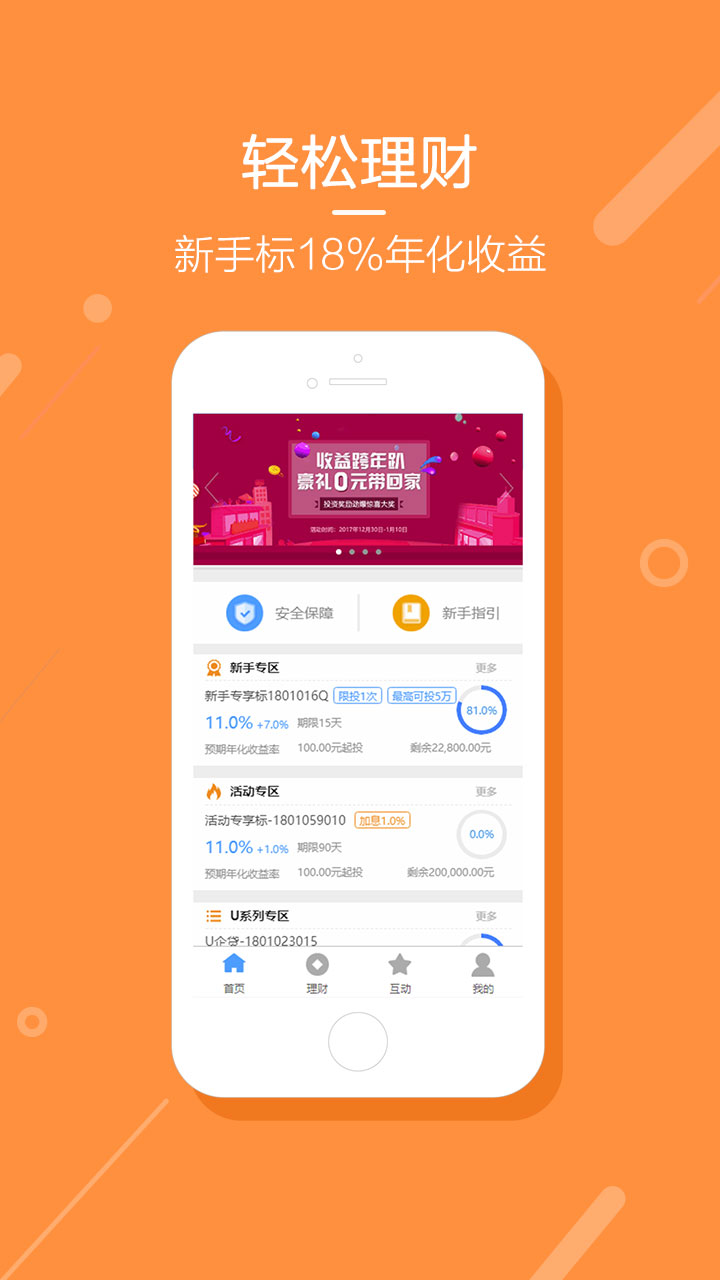 轻松理财
新手标18%年化收益
收益跨年趴
豪礼0元带回家
投资奖励劲爆惊喜大奖
活动时间：2017年12月30日-1月10日
安全保障 新手指引
新手专区 更多
新手专享标1801016Q 限投1次 最高可投5万
11.0% +7.0% 期限15天 81.0%
预期年化收益率 100.00元起投 剩余22,800.00元
活动专区 更多
活动专享标-1801059010 加息1.0%
11.0% +1.0% 期限90天 0.0%
预期年化收益率 100.00元起投 剩余200,000.00元
U系列专区 更多
U企贷-1801023015
首页 理财 互动 我的